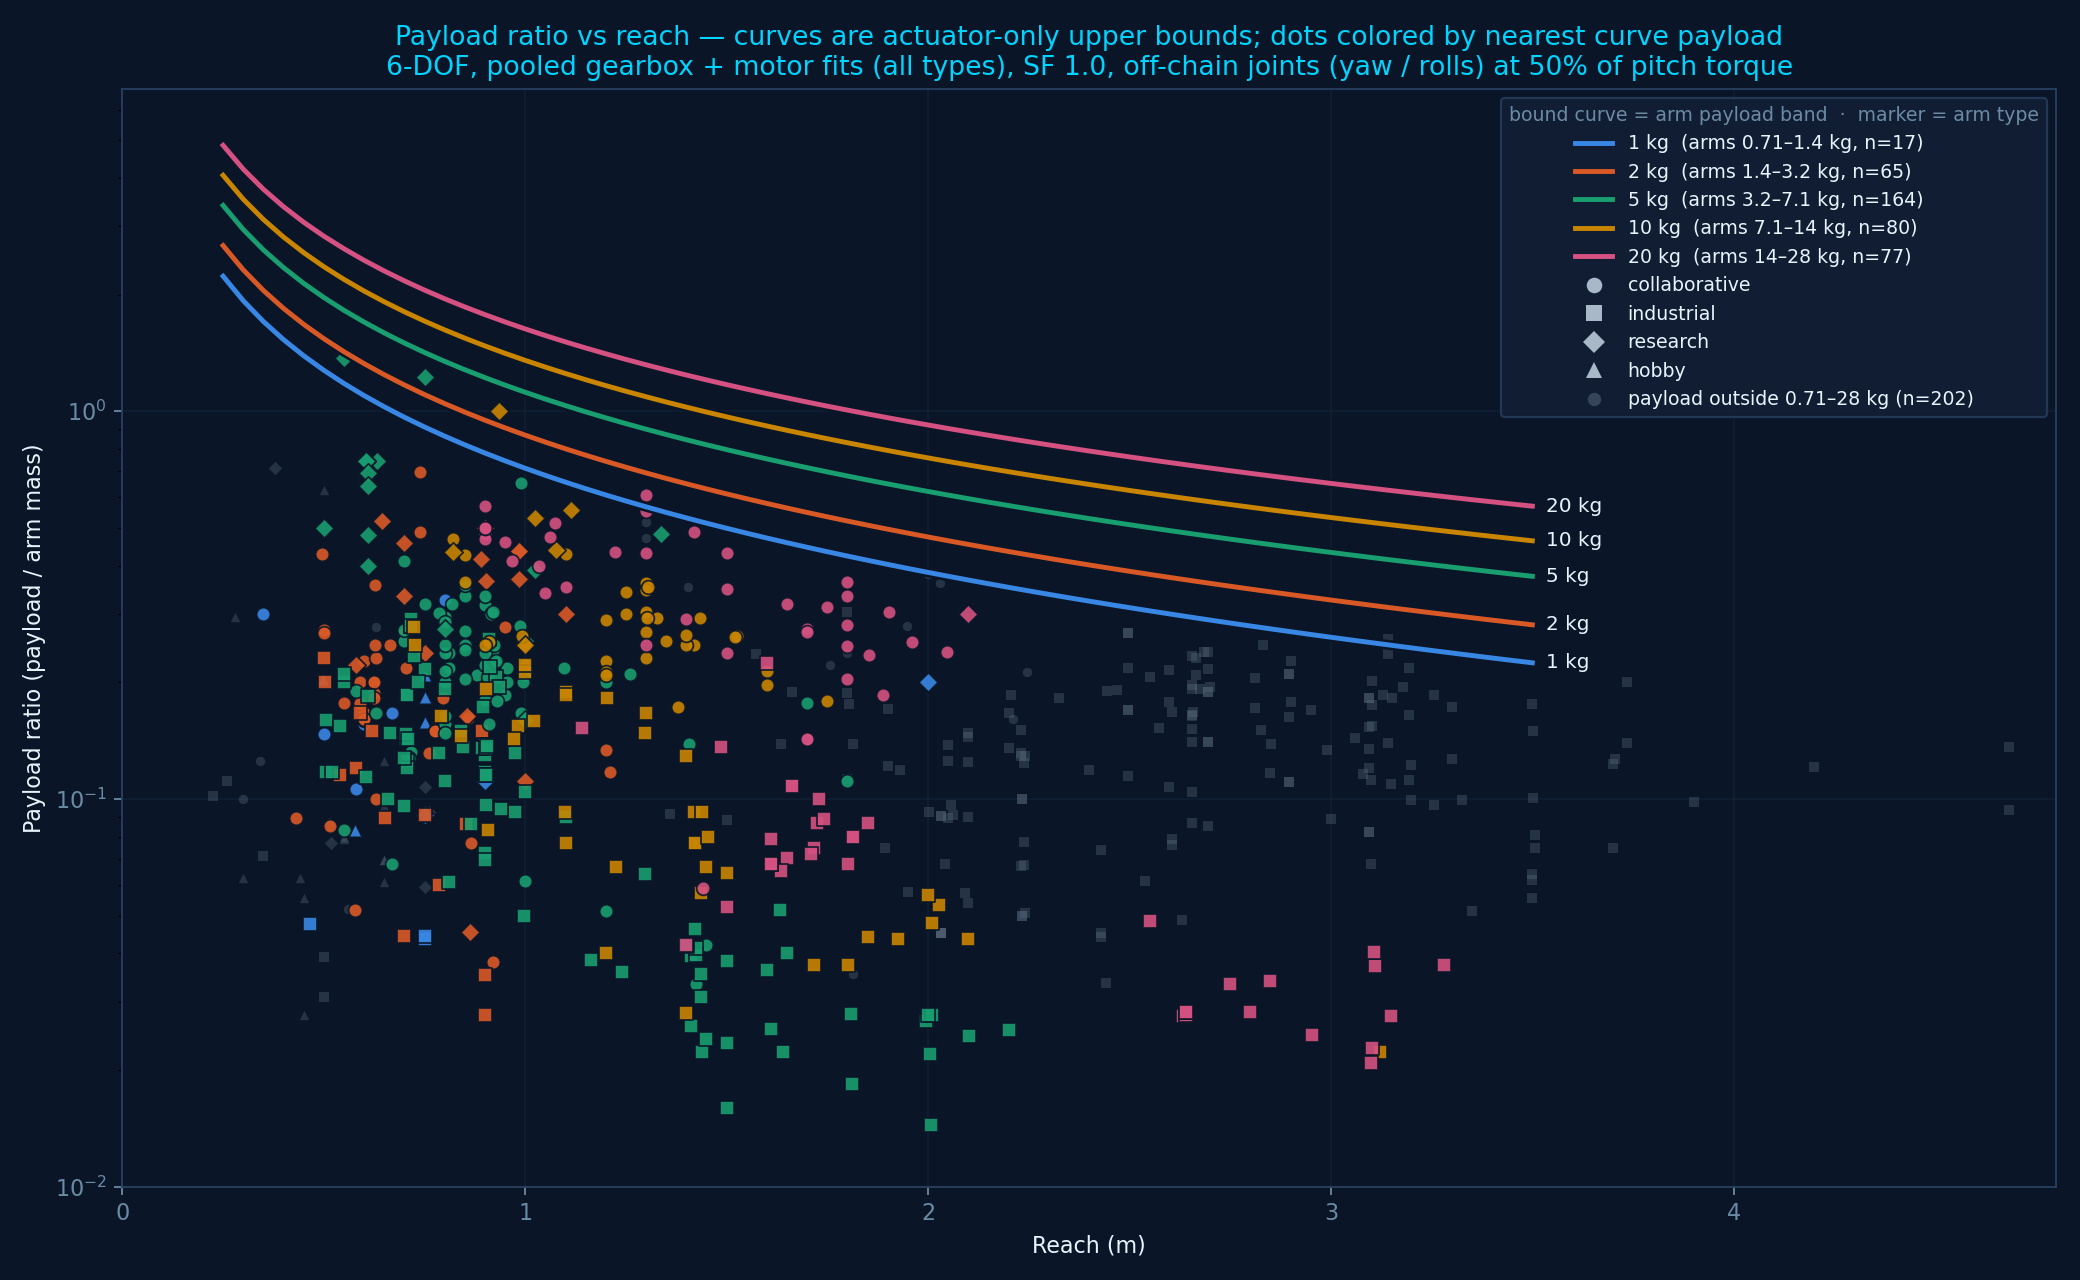 Payload ratio vs reach — curves are actuator-only upper bounds; dots colored by nearest curve payload
6-DOF, pooled gearbox + motor fits (all types), SF 1.0, off-chain joints (yaw / rolls) at 50% of pitch torque
bound curve = arm payload band · marker = arm type
1 kg (arms 0.71–1.4 kg, n=17)
2 kg (arms 1.4–3.2 kg, n=65)
5 kg (arms 3.2–7.1 kg, n=164)
10 kg (arms 7.1–14 kg, n=80)
20 kg (arms 14–28 kg, n=77)
collaborative
industrial
research
hobby
payload outside 0.71–28 kg (n=202)
Payload ratio (payload / arm mass)
10⁰
10⁻¹
10⁻²
20 kg
10 kg
5 kg
2 kg
1 kg
0 1 2 3 4
Reach (m)